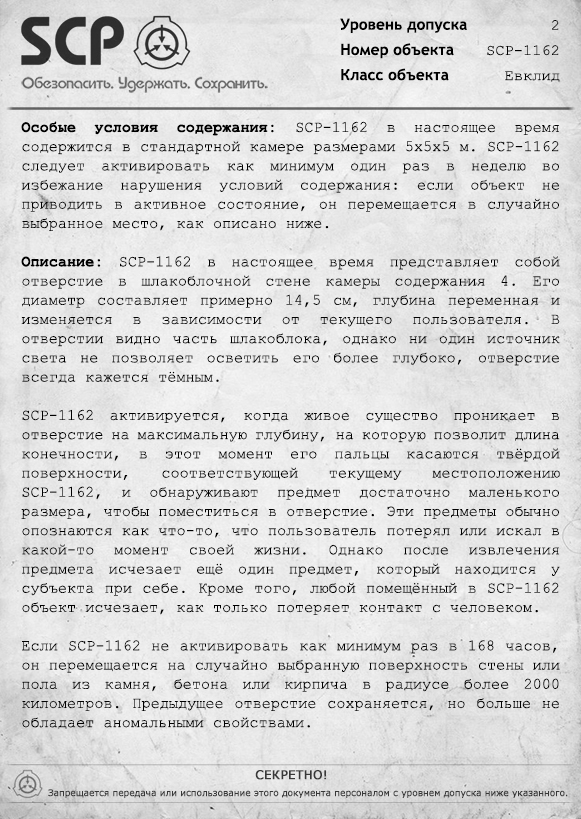 SCP
Обезопасить. Удержать. Сохранить.
Уровень допуска 2
Номер объекта SCP-1162
Класс объекта Евклид
Особые условия содержания: SCP-1162 в настоящее время
содержится в стандартной камере размерами 5x5x5 м. SCP-1162
следует активировать как минимум один раз в неделю во
избежание нарушения условий содержания: если объект не
приводить в активное состояние, он перемещается в случайно
выбранное место, как описано ниже.
Описание: SCP-1162 в настоящее время представляет собой
отверстие в шлакоблочной стене камеры содержания 4. Его
диаметр составляет примерно 14,5 см, глубина переменная и
изменяется в зависимости от текущего пользователя. В
отверстии видно часть шлакоблока, однако ни один источник
света не позволяет осветить его более глубоко, отверстие
всегда кажется тёмным.
SCP-1162 активируется, когда живое существо проникает в
отверстие на максимальную глубину, на которую позволит длина
конечности, в этот момент его пальцы касаются твёрдой
поверхности, соответствующей текущему местоположению
SCP-1162, и обнаруживают предмет достаточно маленького
размера, чтобы поместиться в отверстие. Эти предметы обычно
опознаются как что-то, что пользователь потерял или искал в
какой-то момент своей жизни. Однако после извлечения
предмета исчезает ещё один предмет, который находится у
субъекта при себе. Кроме того, любой помещённый в SCP-1162
объект исчезает, как только потеряет контакт с человеком.
Если SCP-1162 не активировать как минимум раз в 168 часов,
он перемещается на случайно выбранную поверхность стены или
пола из камня, бетона или кирпича в радиусе более 2000
километров. Предыдущее отверстие сохраняется, но больше не
обладает аномальными свойствами.
СЕКРЕТНО!
Запрещается передача или использование этого документа персоналом с уровнем допуска ниже указанного.